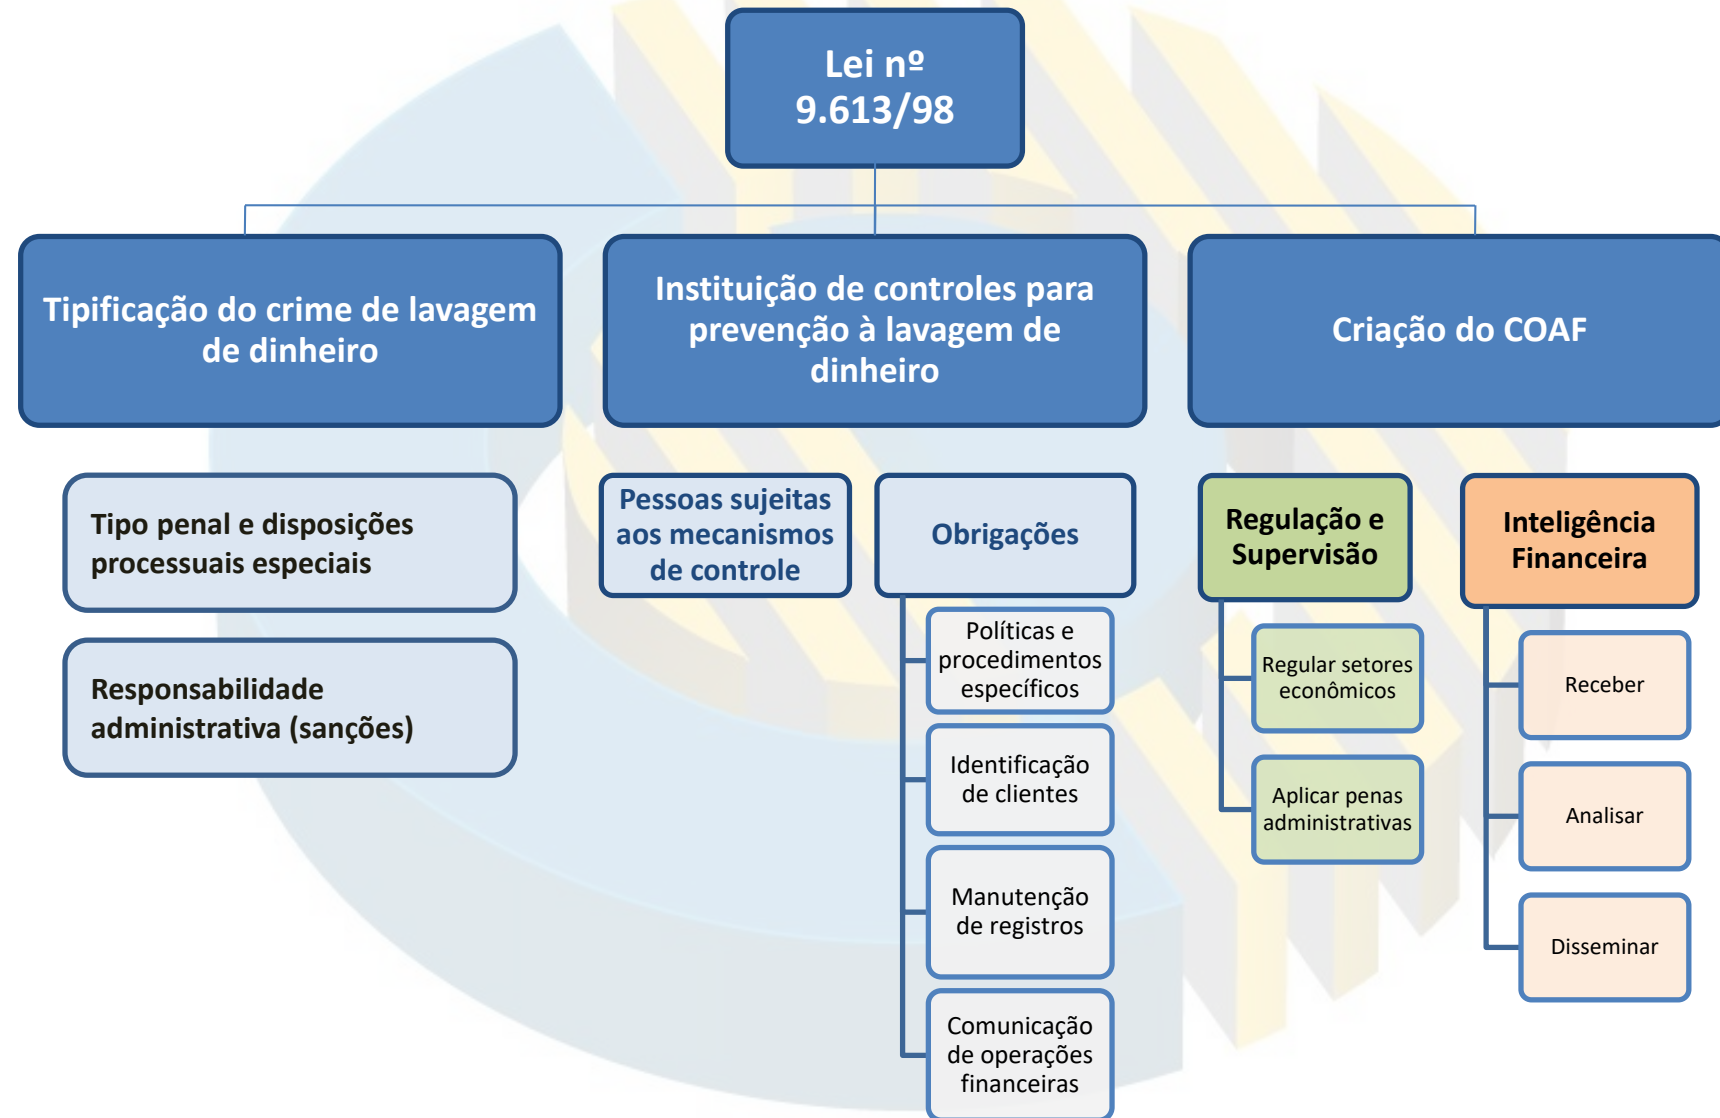 Lei nº
9.613/98
Tipificação do crime de lavagem
de dinheiro
Instituição de controles para
prevenção à lavagem de
dinheiro
Criação do COAF
Tipo penal e disposições
processuais especiais
Responsabilidade
administrativa (sanções)
Pessoas sujeitas
aos mecanismos
de controle
Obrigações
Políticas e
procedimentos
específicos
Identificação
de clientes
Manutenção
de registros
Comunicação
de operações
financeiras
Regulação e
Supervisão
Regular setores
econômicos
Aplicar penas
administrativas
Inteligência
Financeira
Receber
Analisar
Disseminar